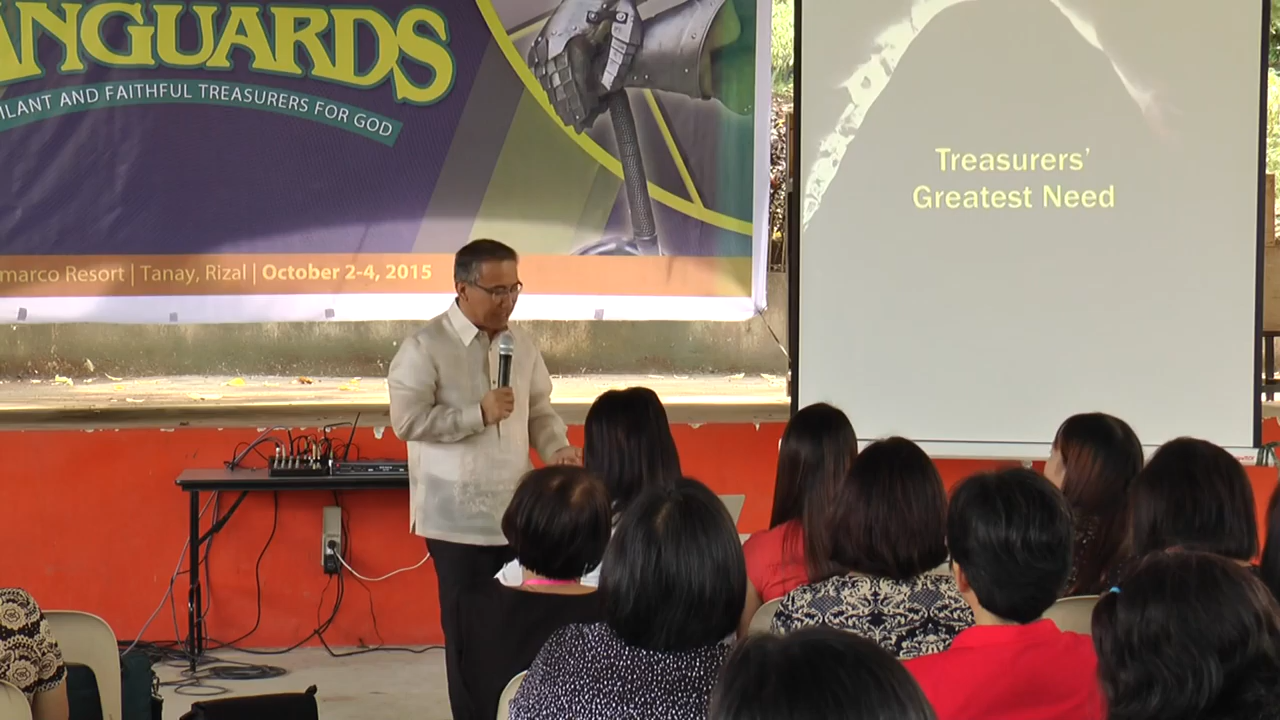 ANGUARDS
ILANT AND FAITHFUL TREASURERS FOR GOD
marco Resort | Tanay, Rizal | October 2-4, 2015
Treasurers'
Greatest Need